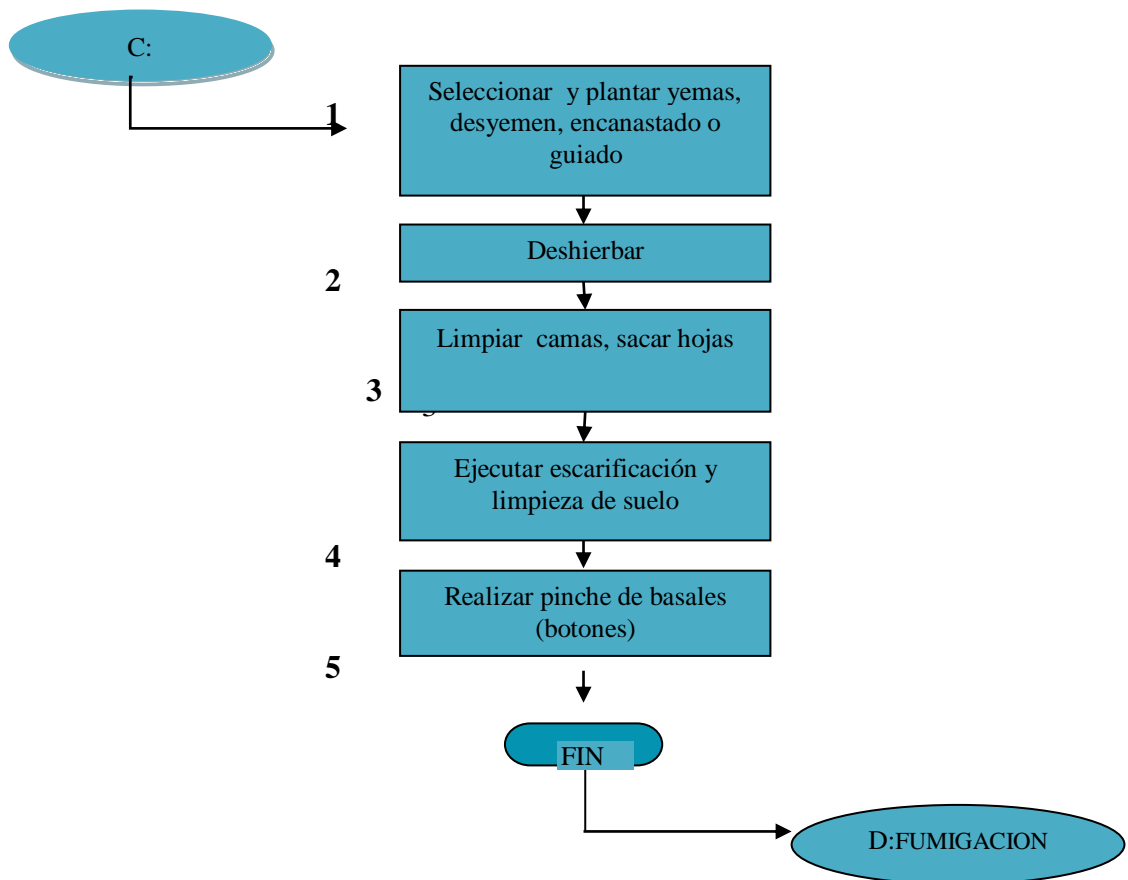 C:
1
Seleccionar y plantar yemas,
desyemen, encanastado o
guiado
Deshierbar
2
Limpiar camas, sacar hojas
3
Ejecutar escarificación y
limpieza de suelo
4
Realizar pinche de basales
(botones)
5
FIN
D:FUMIGACION